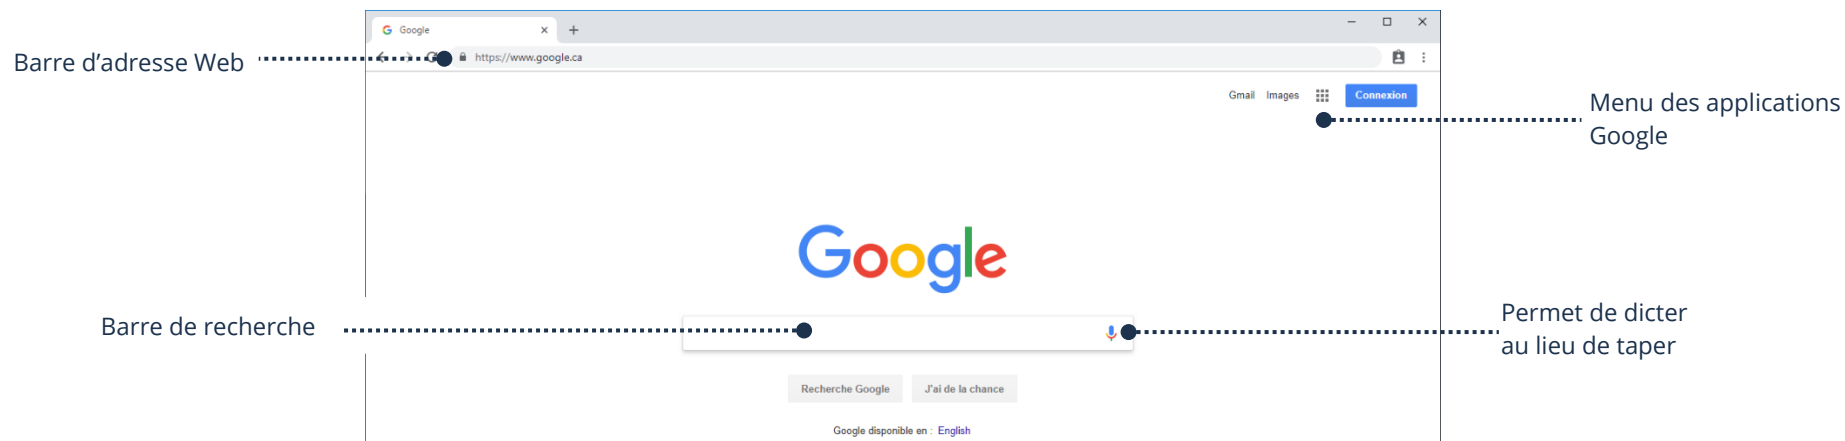 Google
https://www.google.ca
Barre d’adresse Web
Gmail Images
Connexion
Menu des applications
Google
Google
Barre de recherche
Permet de dicter
au lieu de taper
Recherche Google
J'ai de la chance
Google disponible en : English